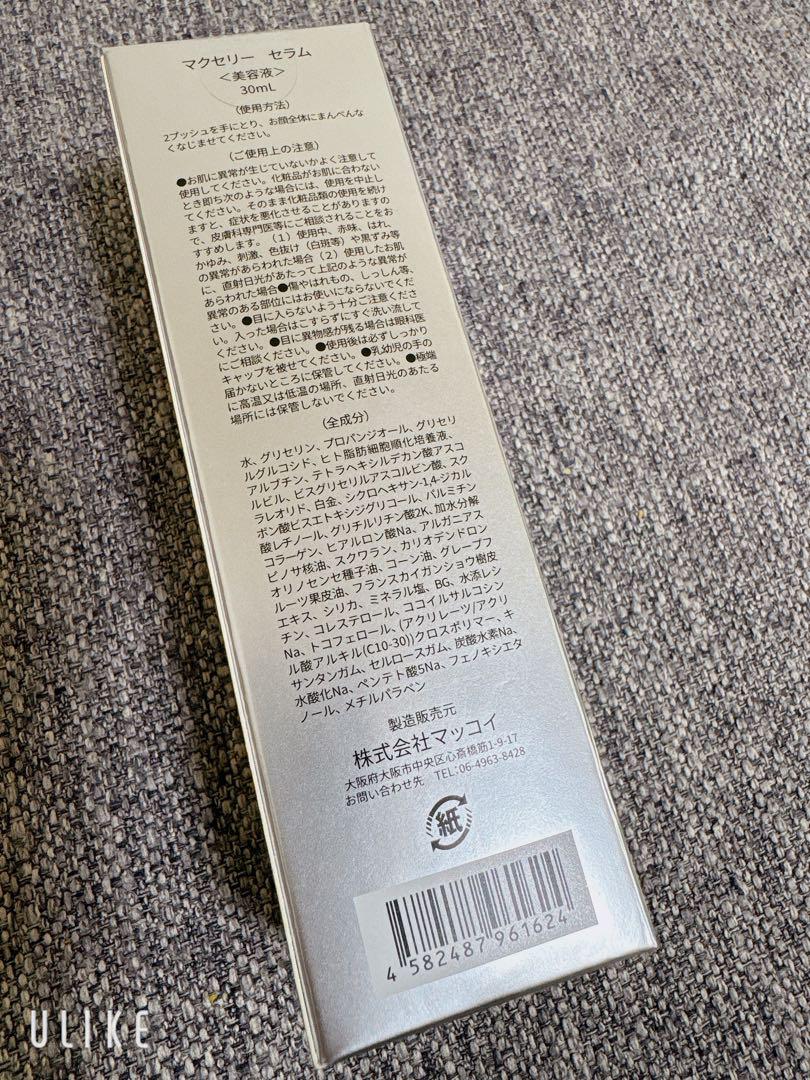 マクセリー　セラム
＜美容液＞
30mL
（使用方法）
2プッシュを手にとり、お顔全体にまんべんな
くなじませてください。
（ご使用上の注意）
●お肌に異常が生じていないかよく注意して
使用してください。化粧品がお肌に合わない
とき即ち次のような場合には、使用を中止し
てください。そのまま化粧品類の使用を続け
ますと、症状を悪化させることがありますの
で、皮膚科専門医等にご相談されることをお
すすめします。（1）使用中、赤味、はれ、
かゆみ、刺激、色抜け（白斑等）や黒ずみ等
の異常があらわれた場合（2）使用したお肌
に、直射日光があたって上記のような異常が
あらわれた場合●傷やはれもの、しっしん等、
異常のある部位にはお使いにならないでくだ
さい。●目に入らないよう十分ご注意くださ
い。入った場合はこすらずにすぐ洗い流して
ください。●目に異物感が残る場合は眼科医
にご相談ください。●使用後は必ずしっかり
キャップを被せてください。●乳幼児の手の
届かないところに保管してください。●極端
に高温又は低温の場所、直射日光のあたる
場所には保管しないでください。
（全成分）
水、グリセリン、プロパンジオール、グリセリ
ルグルコシド、ヒト脂肪細胞順化培養液、
アルブチン、テトラヘキシルデカン酸アスコ
ルビル、ビスグリセリルアスコルビン酸、スク
ラレオリド、白金、シクロヘキサン-1,4-ジカル
ボン酸ビスエトキシジグリコール、パルミチン
酸レチノール、グリチルリチン酸2K、加水分解
コラーゲン、ヒアルロン酸Na、アルガニアス
ピノサ核油、スクワラン、カリオデンドロン
オリノセンセ種子油、コーン油、グレープフ
ルーツ果皮油、フランスカイガンショウ樹皮
エキス、シリカ、ミネラル塩、BG、水添レシ
チン、コレステロール、ココイルサルコシン
Na、トコフェロール、（アクリレーツ/アクリ
ル酸アルキル(C10-30)）クロスポリマー、キ
サンタンガム、セルロースガム、炭酸水素Na、
水酸化Na、ペンテト酸5Na、フェノキシエタ
ノール、メチルパラベン
製造販売元
株式会社マッコイ
大阪府大阪市中央区心斎橋筋1-9-17
お問い合わせ先　TEL:06-4963-8428
紙
4 582487 961624
ULIKE